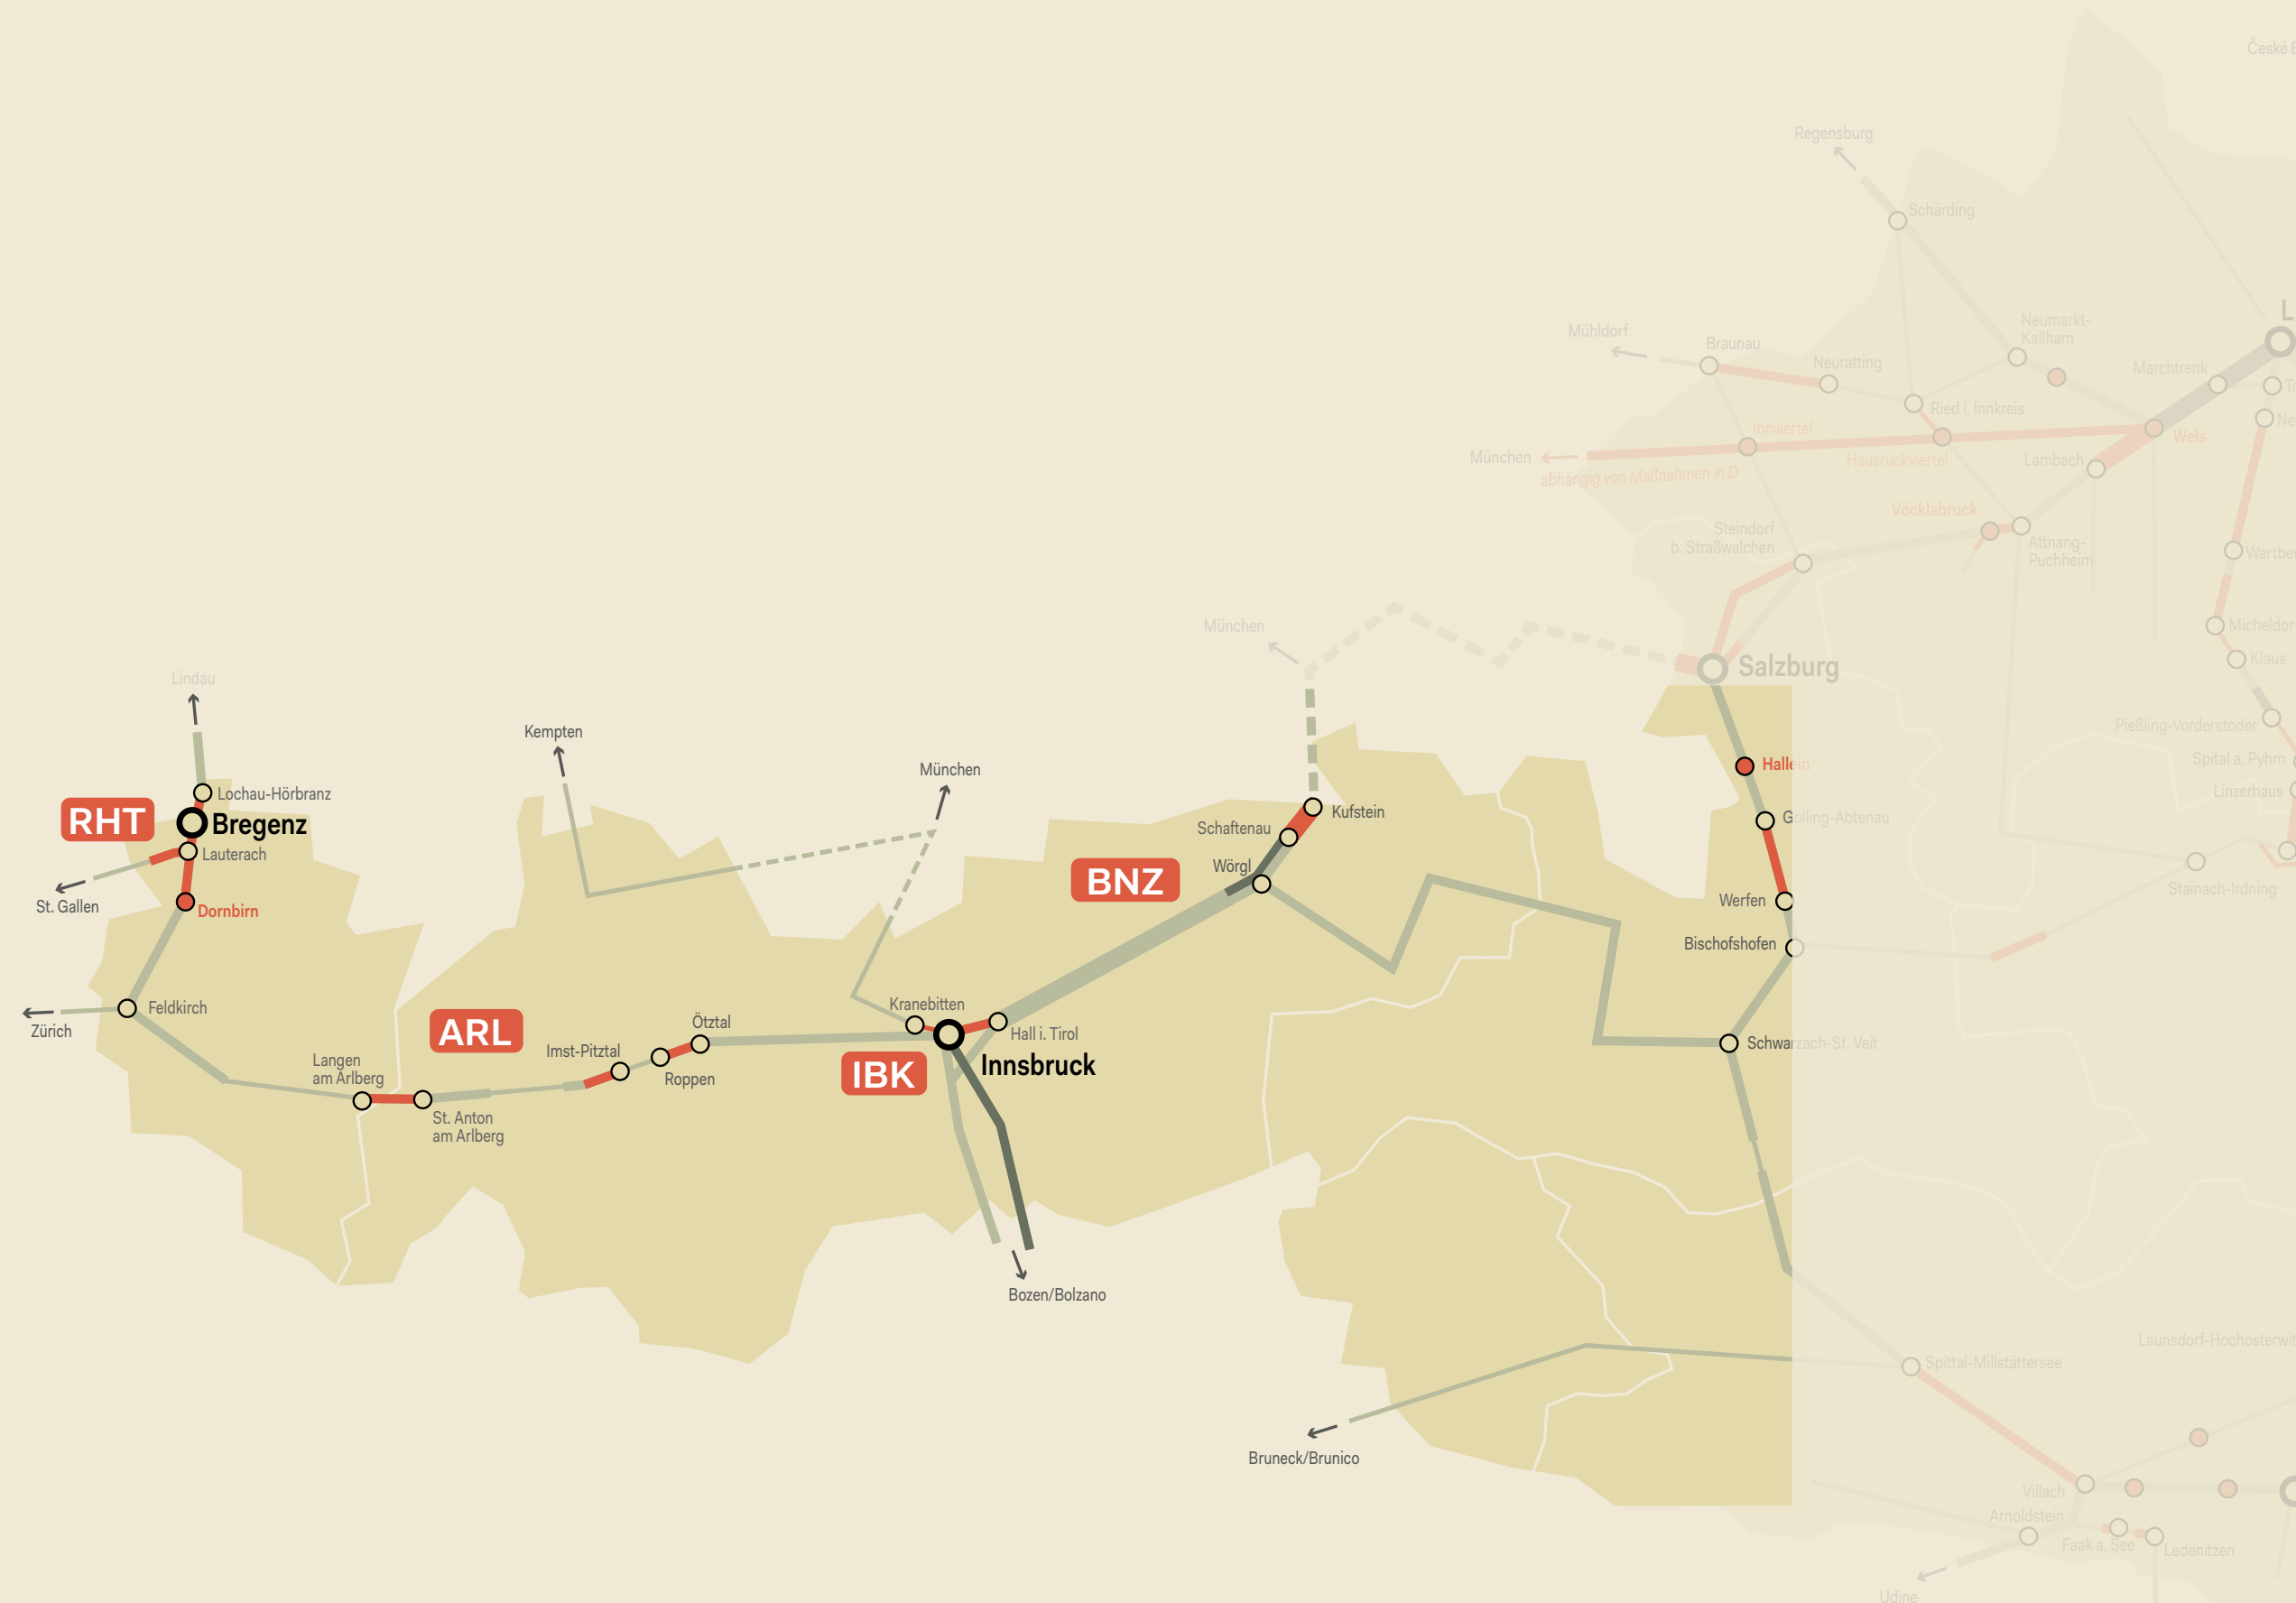 České
Regensburg
Schärding
L
Neumarkt-
Kallham
Mühldorf
Braunau
Neuratting
Marchtrenk
Ried i. Innkreis
Innviertel
Wels
München
Hausruckviertel
Lambach
abhängig von Maßnahmen in D
Vöcklabruck
Steindorf
b. Straßwalchen
Attnang-
Puchheim
Wartbe
München
Micheldor
Klaus
Salzburg
Lindau
Pießling-Vorderstoder
Kempten
Spital a. Pyhrn
München
Hallein
Linzerhaus
Lochau-Hörbranz
RHT
Bregenz
Kufstein
Schaftenau
Golling-Abtenau
Lauterach
Wörgl
BNZ
Stainach-Irdning
St. Gallen
Dornbirn
Werfen
Bischofshofen
Feldkirch
Kranebitten
Zürich
ARL
Ötztal
Hall i. Tirol
Imst-Pitztal
Schwarzach-St. Veit
Langen
am Arlberg
Roppen
IBK
Innsbruck
St. Anton
am Arlberg
Bozen/Bolzano
Launsdorf-Hochosterwit
Spittal-Millstättersee
Bruneck/Brunico
Villach
Arnoldstein
Faak a. See
Ledenitzen
Udine